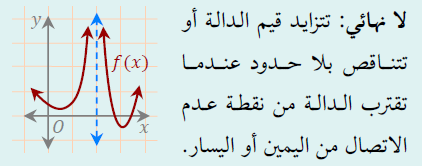 لا نهائي: تتزايد قيم الدالة أو
تتناقص بلا حدود عندما
تقترب الدالة من نقطة عدم
الاتصال من اليمين أو اليسار.
y
f(x)
O
x